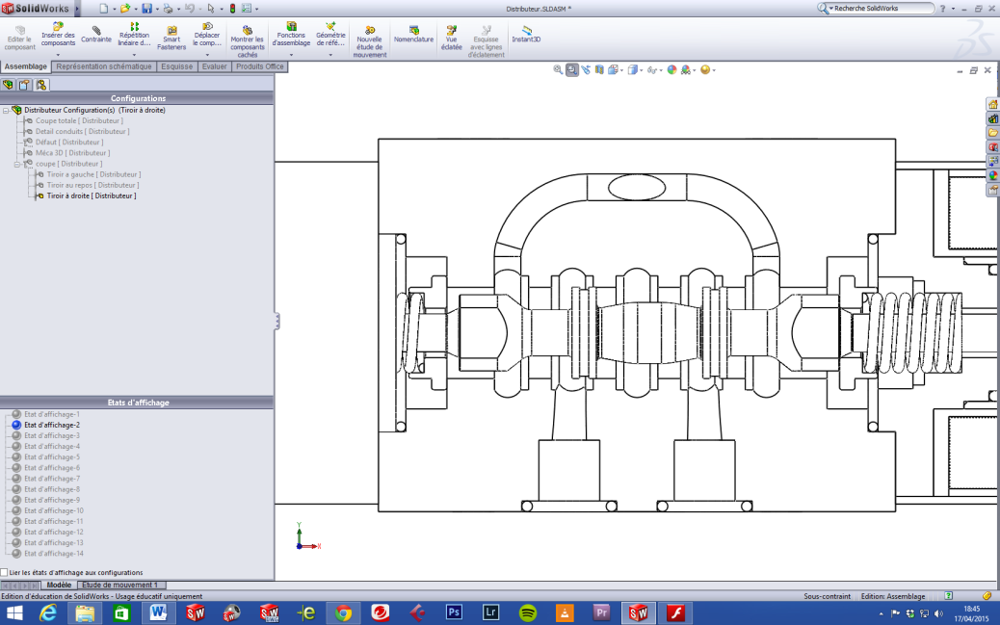 SolidWorks
Distributeur.SLDASM *
Recherche SolidWorks
Editer le composant
Insérer des composants
Contrainte
Répétition linéaire d...
Smart Fasteners
Déplacer le comp...
Montrer les composants cachés
Fonctions d'assemblage
Géométrie de réfé...
Nouvelle étude de mouvement
Nomenclature
Vue éclatée
Esquisse avec lignes d'éclatement
Instant3D
Assemblage
Représentation schématique
Esquisse
Evaluer
Produits Office
Configurations
Distributeur Configuration(s) (Tiroir à droite)
Coupe totale [ Distributeur ]
Detail conduits [ Distributeur ]
Défaut [ Distributeur ]
Méca 3D [ Distributeur ]
coupe [ Distributeur ]
Tiroir a gauche [ Distributeur ]
Tiroir au repos [ Distributeur ]
Tiroir à droite [ Distributeur ]
Etats d'affichage
Etat d'affichage-1
Etat d'affichage-2
Etat d'affichage-3
Etat d'affichage-4
Etat d'affichage-5
Etat d'affichage-6
Etat d'affichage-7
Etat d'affichage-8
Etat d'affichage-9
Etat d'affichage-10
Etat d'affichage-11
Etat d'affichage-12
Etat d'affichage-13
Etat d'affichage-14
Y
X
Lier les états d'affichage aux configurations
Modèle
Etude de mouvement 1
Edition d'éducation de SolidWorks - Usage éducatif uniquement
Sous-contraint
Edition: Assemblage
Ps
Lr
Pr
18:45
17/04/2015